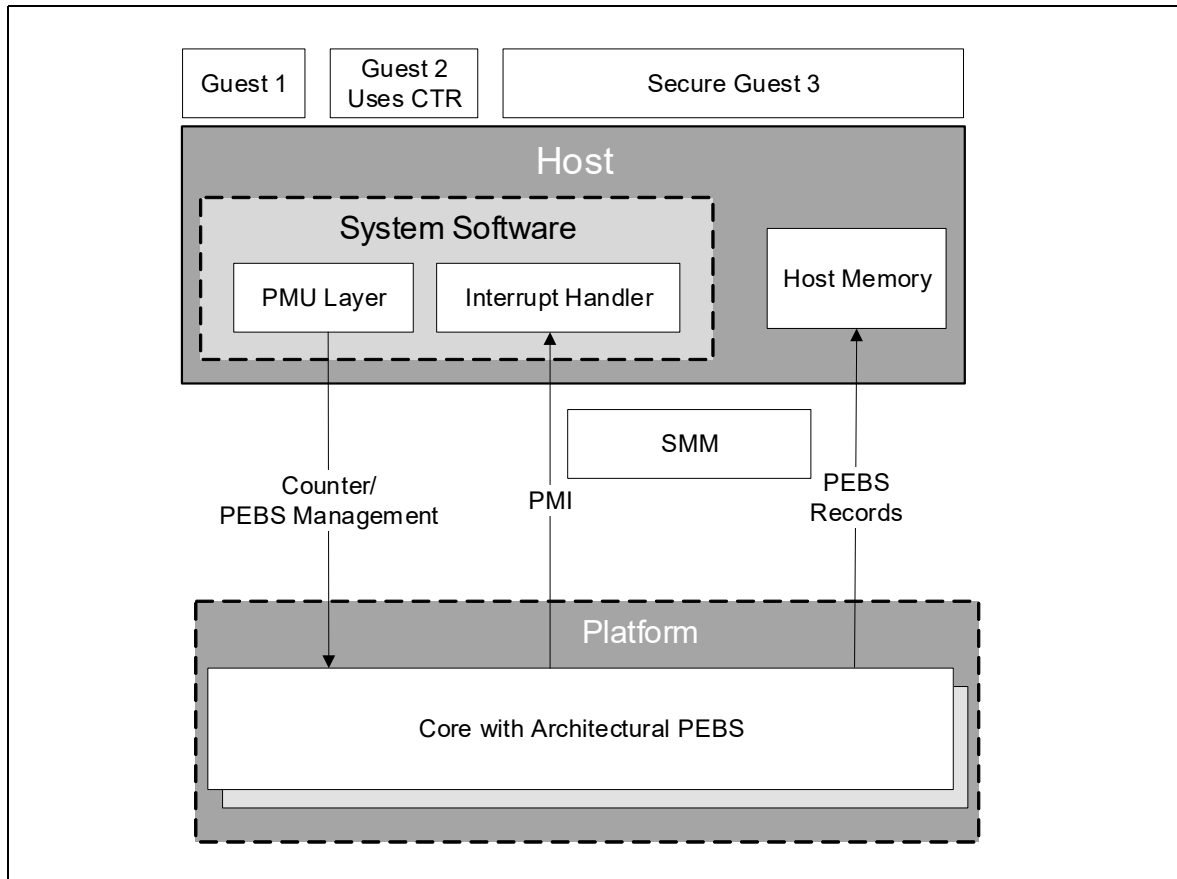 Guest 1
Guest 2
Uses CTR
Secure Guest 3
Host
System Software
PMU Layer
Interrupt Handler
Host Memory
SMM
Counter/
PEBS Management
PMI
PEBS
Records
Platform
Core with Architectural PEBS